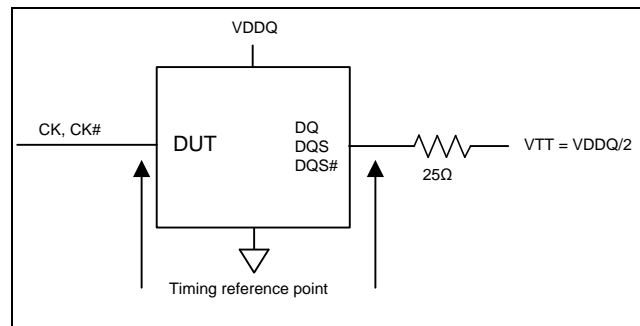 VDDQ
CK, CK#
DUT
DQ
DQS
DQS#
VTT = VDDQ/2
25Ω
Timing reference point